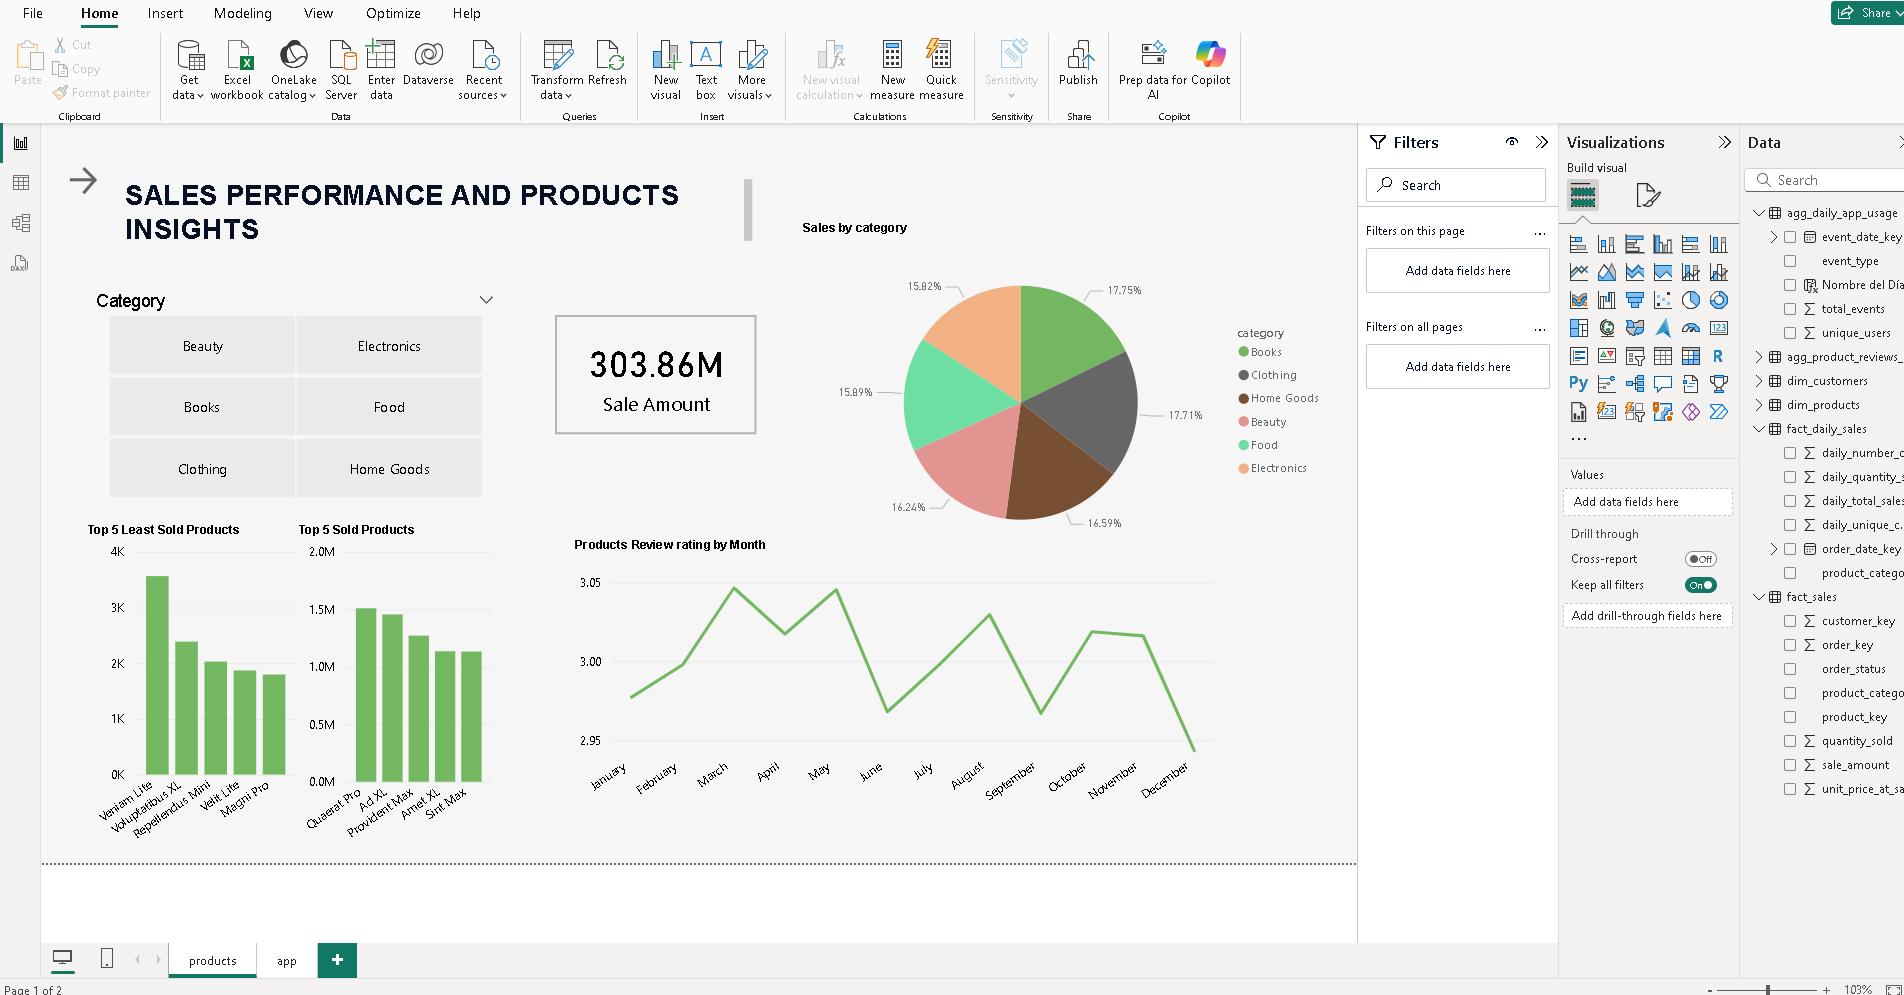 File Home Insert Modeling View Optimize Help
Share
Paste
Cut
Copy
Format painter
Clipboard
Get data
Excel workbook
OneLake catalog
SQL Server
Enter data
Dataverse
Recent sources
Data
Transform data
Refresh
Queries
New visual
Text box
More visuals
Insert
New visual calculation
New measure
Quick measure
Calculations
Sensitivity
Sensitivity
Publish
Share
Prep data for AI
Copilot
Copilot
SALES PERFORMANCE AND PRODUCTS
INSIGHTS
Category
Beauty
Electronics
Books
Food
Clothing
Home Goods
303.86M
Sale Amount
Sales by category
17.75%
17.71%
16.59%
16.24%
15.89%
15.82%
category
Books
Clothing
Home Goods
Beauty
Food
Electronics
Top 5 Least Sold Products
4K
3K
2K
1K
0K
Veniam Lite
Voluptatibus XL
Repellendus Mini
Velit Lite
Magni Pro
Top 5 Sold Products
2.0M
1.5M
1.0M
0.5M
0.0M
Quaerat Pro
Ad XL
Provident Max
Amet XL
Sint Max
Products Review rating by Month
3.05
3.00
2.95
January
February
March
April
May
June
July
August
September
October
November
December
Filters
Search
Filters on this page
...
Add data fields here
Filters on all pages
...
Add data fields here
Visualizations
Build visual
123
R
Py
123
...
Values
Add data fields here
Drill through
Cross-report
Off
Keep all filters
On
Add drill-through fields here
Data
Search
agg_daily_app_usage
event_date_key
event_type
Nombre del Día
total_events
unique_users
agg_product_reviews_
dim_customers
dim_products
fact_daily_sales
daily_number_
daily_quantity_s
daily_total_sales
daily_unique_c...
order_date_key
product_catego
fact_sales
customer_key
order_key
order_status
product_catego
product_key
quantity_sold
sale_amount
unit_price_at_sa
DAX
products
app
+
Page 1 of 2
- + 103%